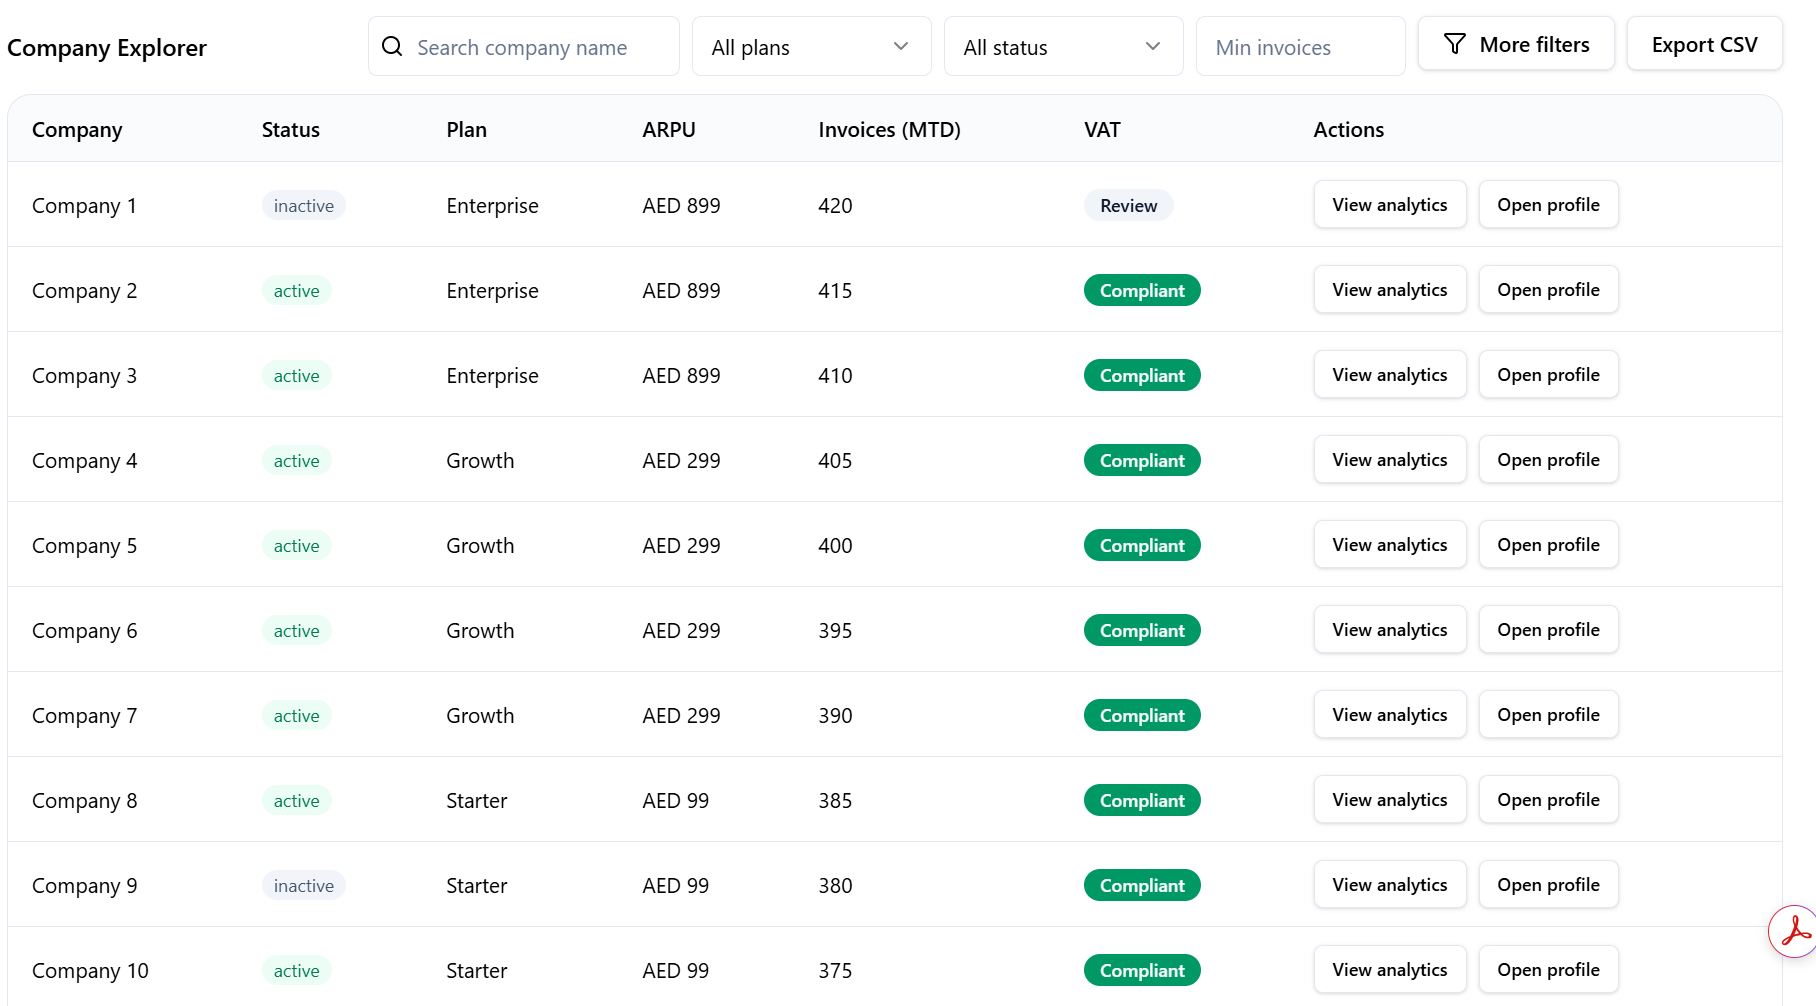 Company Explorer Search company name All plans All status Min invoices More filters Export CSV
Company Status Plan ARPU Invoices (MTD) VAT Actions
Company 1 inactive Enterprise AED 899 420 Review View analytics Open profile
Company 2 active Enterprise AED 899 415 Compliant View analytics Open profile
Company 3 active Enterprise AED 899 410 Compliant View analytics Open profile
Company 4 active Growth AED 299 405 Compliant View analytics Open profile
Company 5 active Growth AED 299 400 Compliant View analytics Open profile
Company 6 active Growth AED 299 395 Compliant View analytics Open profile
Company 7 active Growth AED 299 390 Compliant View analytics Open profile
Company 8 active Starter AED 99 385 Compliant View analytics Open profile
Company 9 inactive Starter AED 99 380 Compliant View analytics Open profile
Company 10 active Starter AED 99 375 Compliant View analytics Open profile